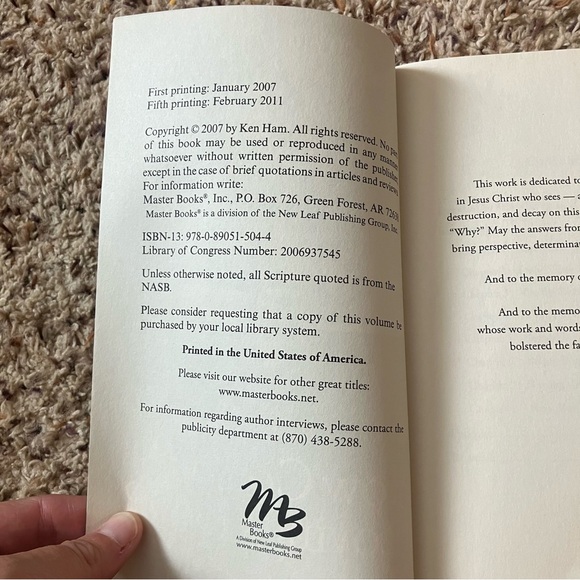 First printing: January 2007
Fifth printing: February 2011
Copyright © 2007 by Ken Ham. All rights reserved. No
of this book may be used or reproduced in any manner
whatsoever without written permission of the publisher
except in the case of brief quotations in articles and reviews.
For information write:
Master Books®, Inc., P.O. Box 726, Green Forest, AR 72638
Master Books® is a division of the New Leaf Publishing Group, Inc.
ISBN-13: 978-0-89051-504-4
Library of Congress Number: 2006937545
Unless otherwise noted, all Scripture quoted is from the
NASB.
Please consider requesting that a copy of this volume be
purchased by your local library system.
Printed in the United States of America.
Please visit our website for other great titles:
www.masterbooks.net.
For information regarding author interviews, please contact the
publicity department at (870) 438-5288.
MB
Master
Books®
A Division of New Leaf Publishing Group
www.masterbooks.net
This work is dedicated to
in Jesus Christ who sees —
destruction, and decay on this
"Why?" May the answers from
bring perspective,
And to the memory
And to the
whose work and words
bolstered the